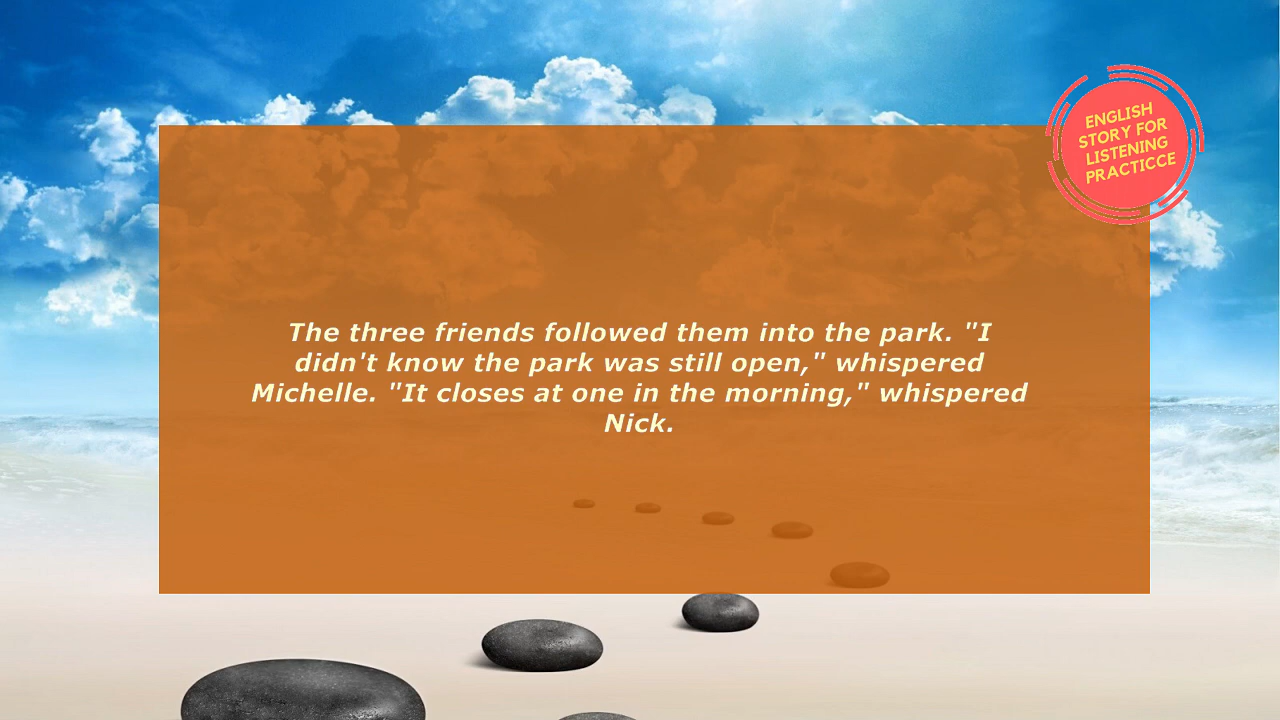 ENGLISH
STORY FOR
LISTENING
PRACTICCE
The three friends followed them into the park. "I
didn't know the park was still open," whispered
Michelle. "It closes at one in the morning," whispered
Nick.